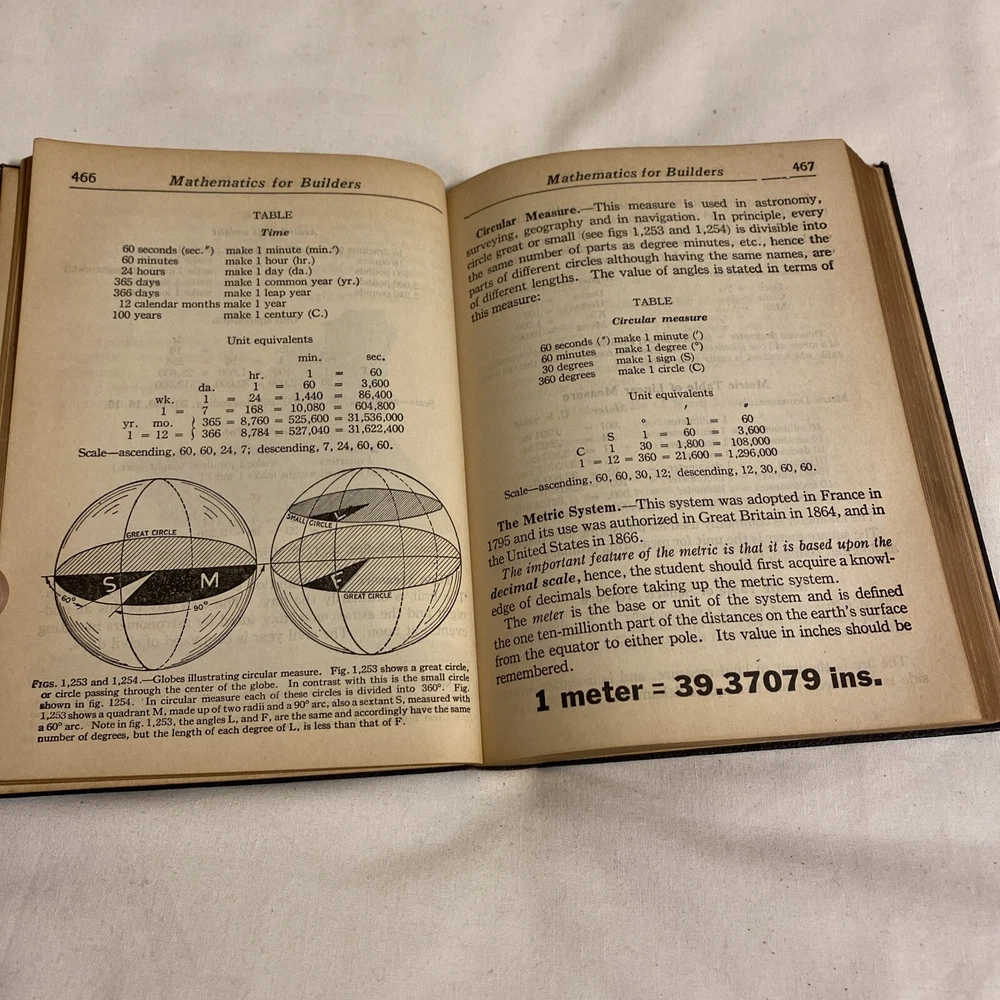 466
Mathematics for Builders
TABLE
Time
60 seconds (sec.″) make 1 minute (min.′)
60 minutes make 1 hour (hr.)
24 hours make 1 day (da.)
365 days make 1 common year (yr.)
366 days make 1 leap year
12 calendar months make 1 year
100 years make 1 century (C.)
Unit equivalents
min. sec.
hr. 1 = 60
da. 1 = 60 = 3,600
wk. 1 = 24 = 1,440 = 86,400
1 = 7 = 168 = 10,080 = 604,800
yr. mo. { 365 = 8,760 = 525,600 = 31,536,000
1 = 12 = { 366 8,784 = 527,040 = 31,622,400
Scale—ascending, 60, 60, 24, 7; descending, 7, 24, 60, 60.
GREAT CIRCLE
S M
60° 90°
SMALL CIRCLE L
F
GREAT CIRCLE
FIGS. 1,253 and 1,254.—Globes illustrating circular measure. Fig. 1,253 shows a great circle,
or circle passing through the center of the globe. In contrast with this is the small circle
shown in fig. 1254. In circular measure each of these circles is divided into 360°. Fig.
1,253 shows a quadrant M, made up of two radii and a 90° arc, also a sextant S, measured with
a 60° arc. Note in fig. 1,253, the angles L, and F, are the same and accordingly have the same
number of degrees, but the length of each degree of L, is less than that of F.
Mathematics for Builders
467
Circular Measure.—This measure is used in astronomy,
surveying, geography and in navigation. In principle, every
circle great or small (see figs 1,253 and 1,254) is divisible into
the same number of parts as degree minutes, etc., hence the
parts of different circles although having the same names, are
of different lengths. The value of angles is stated in terms of
this measure:
TABLE
Circular measure
60 seconds (″) make 1 minute (′)
60 minutes make 1 degree (°)
30 degrees make 1 sign (S)
360 degrees make 1 circle (C)
Unit equivalents
′ ″
° 1 = 60
S 1 = 60 = 3,600
C 1 30 = 1,800 = 108,000
1 = 12 = 360 = 21,600 = 1,296,000
Scale—ascending, 60, 60, 30, 12; descending, 12, 30, 60, 60.
The Metric System.—This system was adopted in France in
1795 and its use was authorized in Great Britain in 1864, and in
the United States in 1866.
The important feature of the metric is that it is based upon the
decimal scale, hence, the student should first acquire a knowl-
edge of decimals before taking up the metric system.
The meter is the base or unit of the system and is defined
the one ten-millionth part of the distances on the earth's surface
from the equator to either pole. Its value in inches should be
remembered.
1 meter = 39.37079 ins.